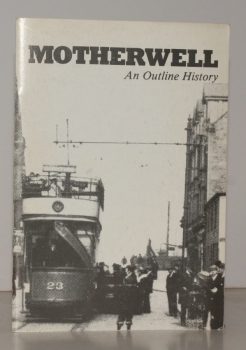 MOTHERWELL
An Outline History
23